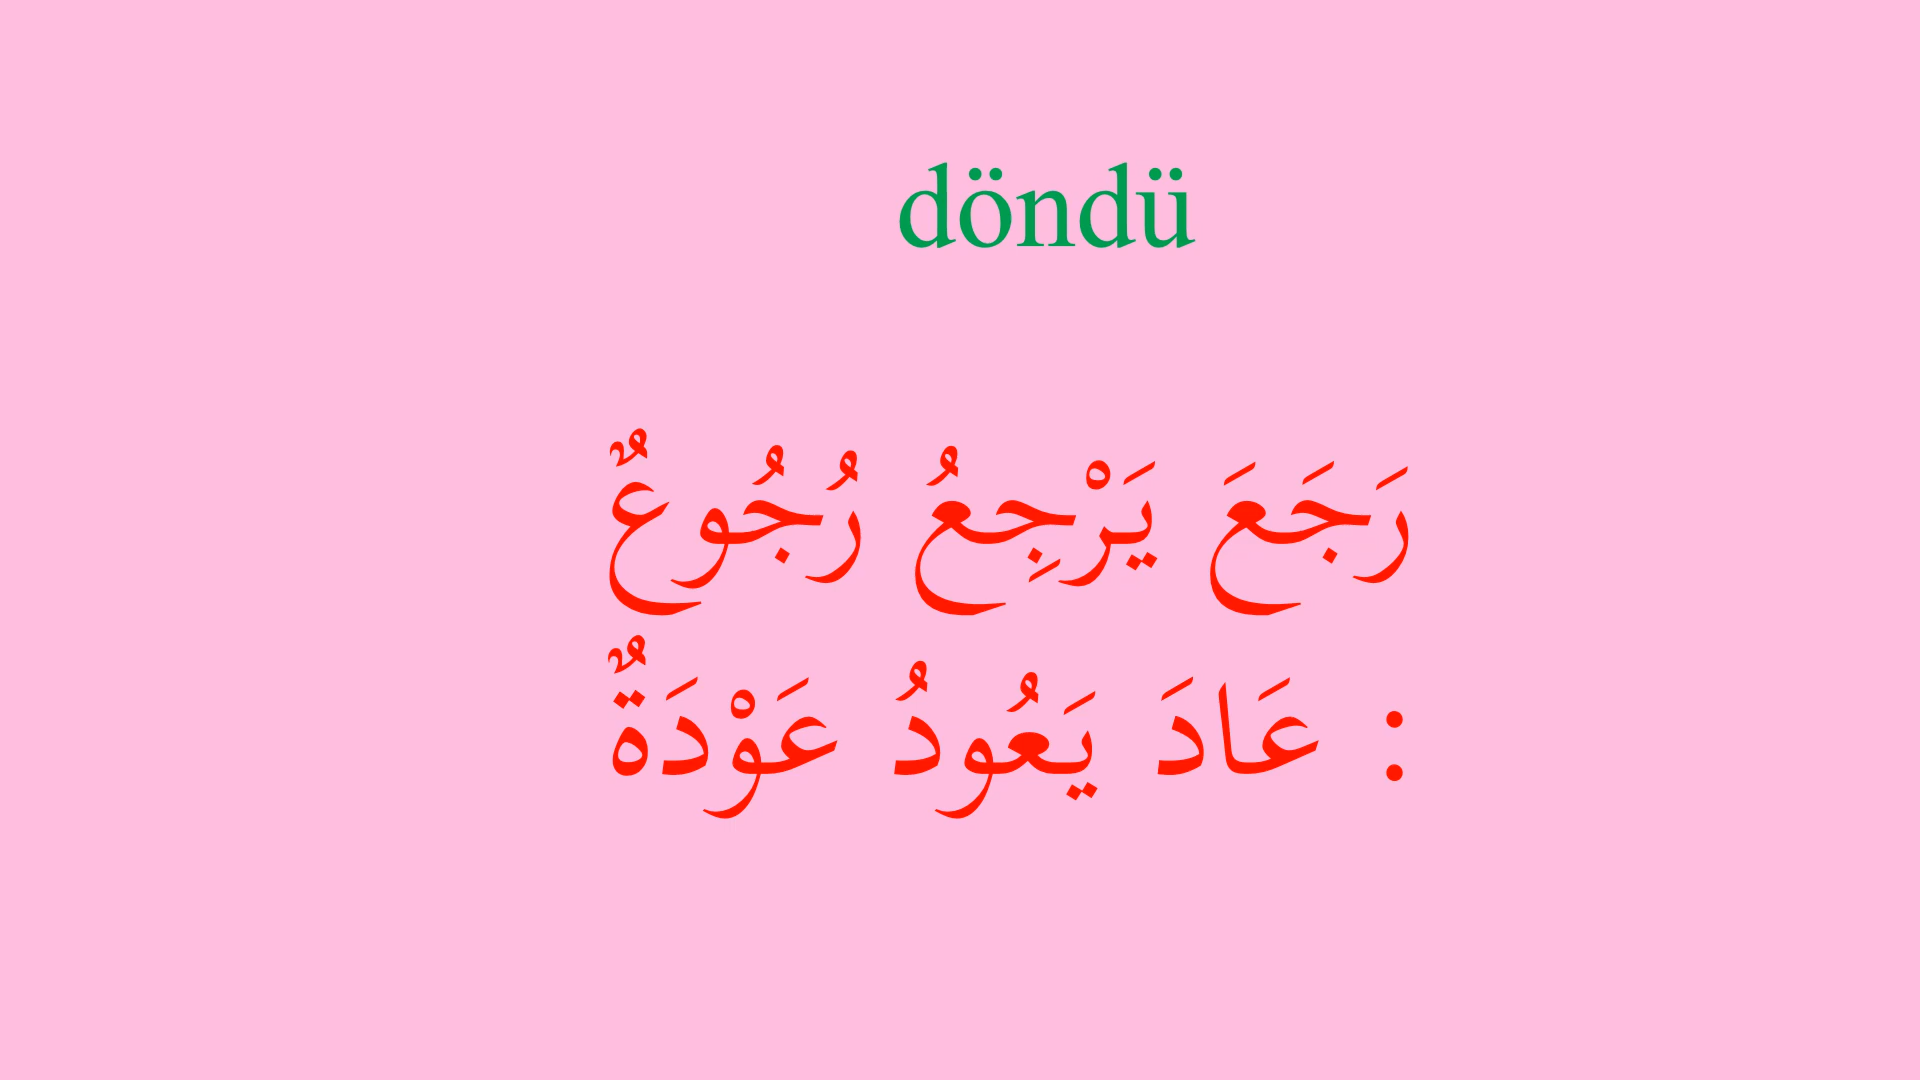 döndü
رَجَعَ يَرْجِعُ رُجُوعٌ
: عَادَ يَعُودُ عَوْدَةٌ